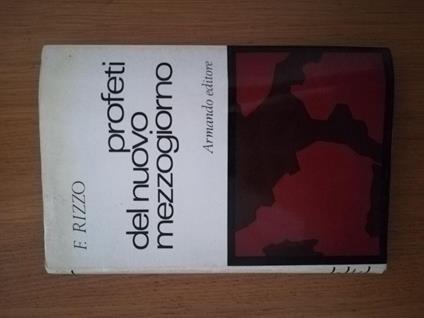 F. RIZZO
profeti
del nuovo
mezzogiorno
Armando editore